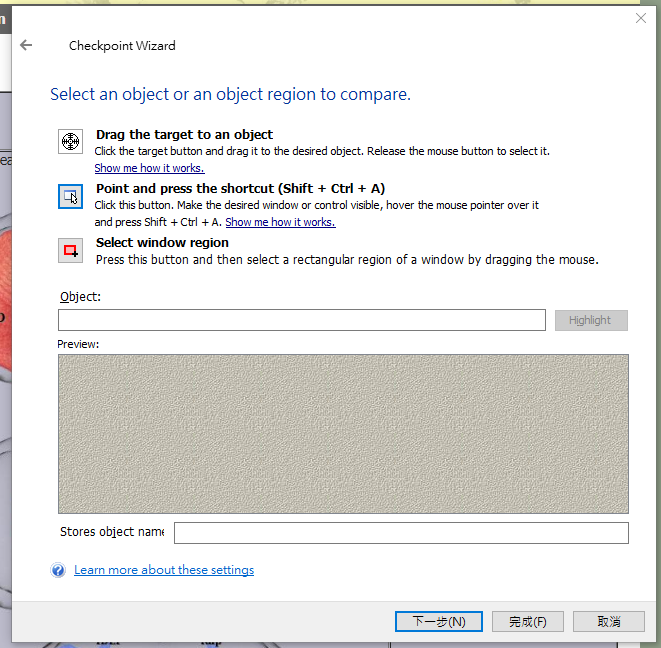 Checkpoint Wizard
Select an object or an object region to compare.
Drag the target to an object
Click the target button and drag it to the desired object. Release the mouse button to select it.
Show me how it works.
Point and press the shortcut (Shift + Ctrl + A)
Click this button. Make the desired window or control visible, hover the mouse pointer over it
and press Shift + Ctrl + A. Show me how it works.
Select window region
Press this button and then select a rectangular region of a window by dragging the mouse.
Object:
Highlight
Preview:
Stores object name
Learn more about these settings
下一步(N)
完成(F)
取消